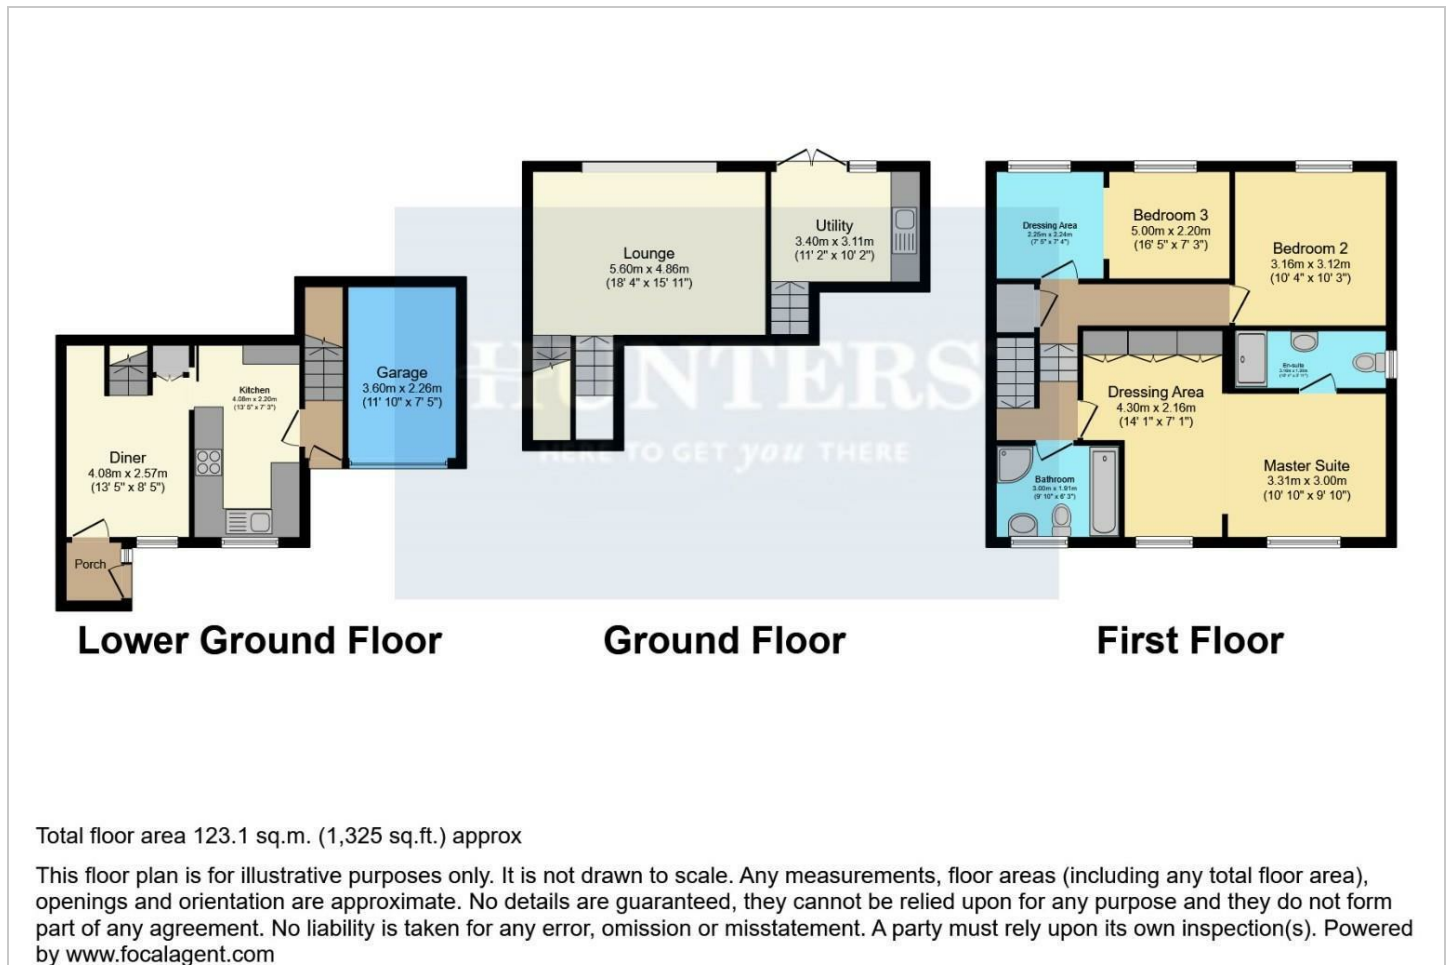 Diner
4.08m x 2.57m
(13' 5" x 8' 5")
Kitchen
4.08m x 2.20m
(13' 5" x 7' 3")
Porch
Garage
3.60m x 2.26m
(11' 10" x 7' 5")
Lower Ground Floor
Lounge
5.60m x 4.86m
(18' 4" x 15' 11")
Utility
3.40m x 3.11m
(11' 2" x 10' 2")
HUNTERS
HERE TO GET you THERE
Ground Floor
Dressing Area
2.25m x 2.24m
(7' 5" x 7' 4")
Bedroom 3
5.00m x 2.20m
(16' 5" x 7' 3")
Bedroom 2
3.16m x 3.12m
(10' 4" x 10' 3")
En-suite
Dressing Area
4.30m x 2.16m
(14' 1" x 7' 1")
Master Suite
3.31m x 3.00m
(10' 10" x 9' 10")
Bathroom
3.00m x 1.91m
(9' 10" x 6' 3")
First Floor
Total floor area 123.1 sq.m. (1,325 sq.ft.) approx
This floor plan is for illustrative purposes only. It is not drawn to scale. Any measurements, floor areas (including any total floor area),
openings and orientation are approximate. No details are guaranteed, they cannot be relied upon for any purpose and they do not form
part of any agreement. No liability is taken for any error, omission or misstatement. A party must rely upon its own inspection(s). Powered
by www.focalagent.com